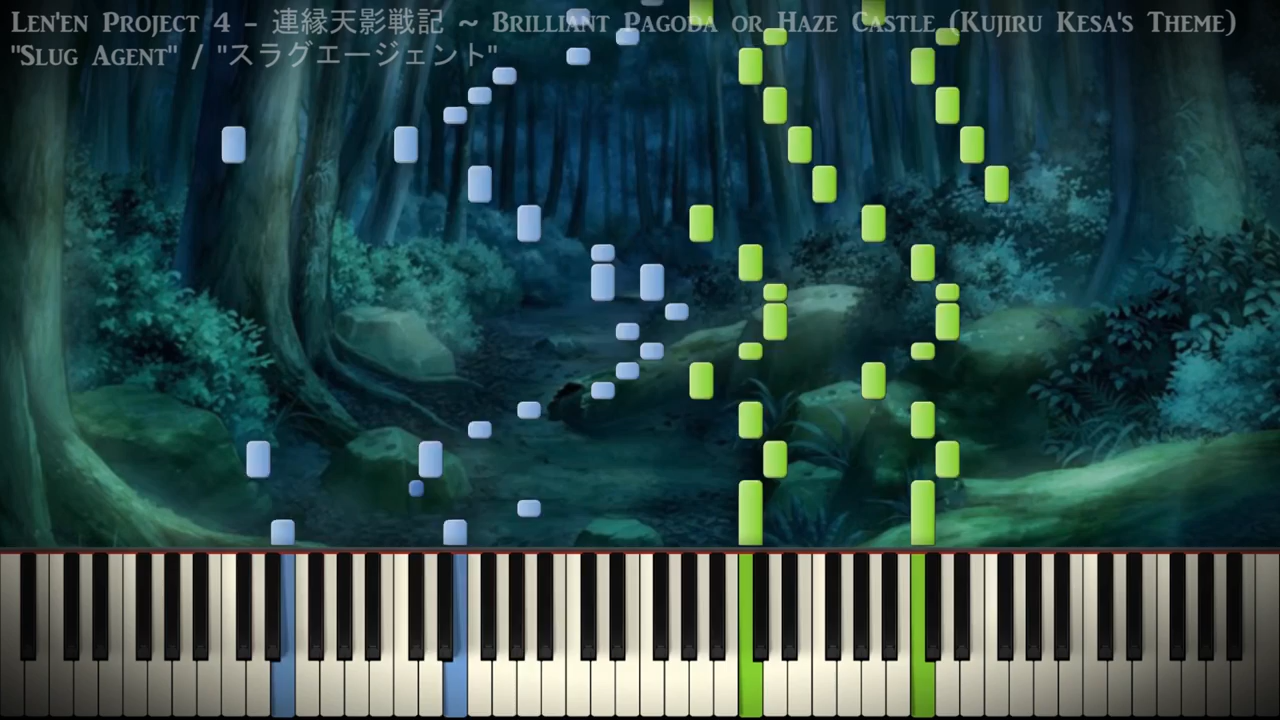 Len'en Project 4 - 連縁天影戦記 ~ Brilliant Pagoda or Haze Castle (Kujiru Kesa's Theme)
"Slug Agent" / "スラグエージェント"